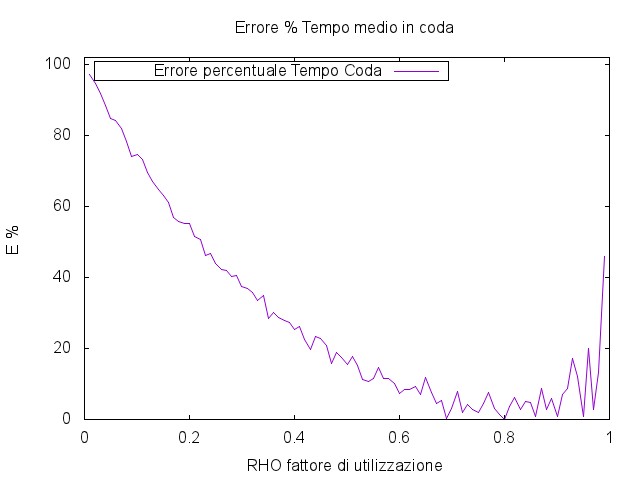 Errore % Tempo medio in coda
Errore percentuale Tempo Coda
100
80
60
40
20
0
E %
0 0.2 0.4 0.6 0.8 1
RHO fattore di utilizzazione